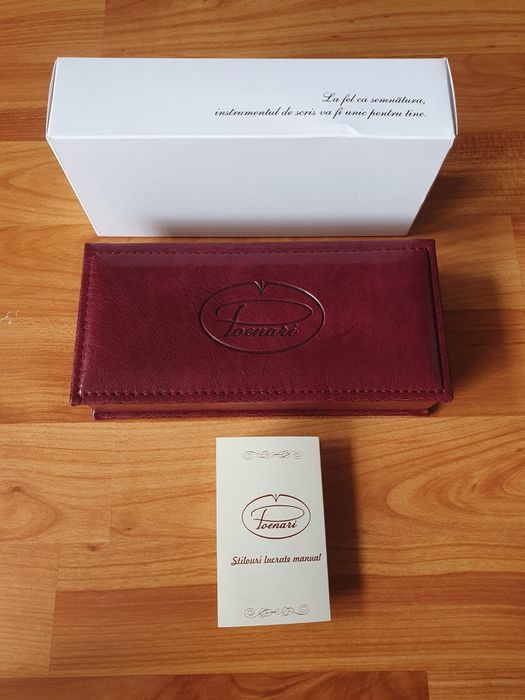 La fel ca semnătura,
instrumentul de scris va fi unic pentru tine.
Poenari
Poenari
Stilouri lucrate manual